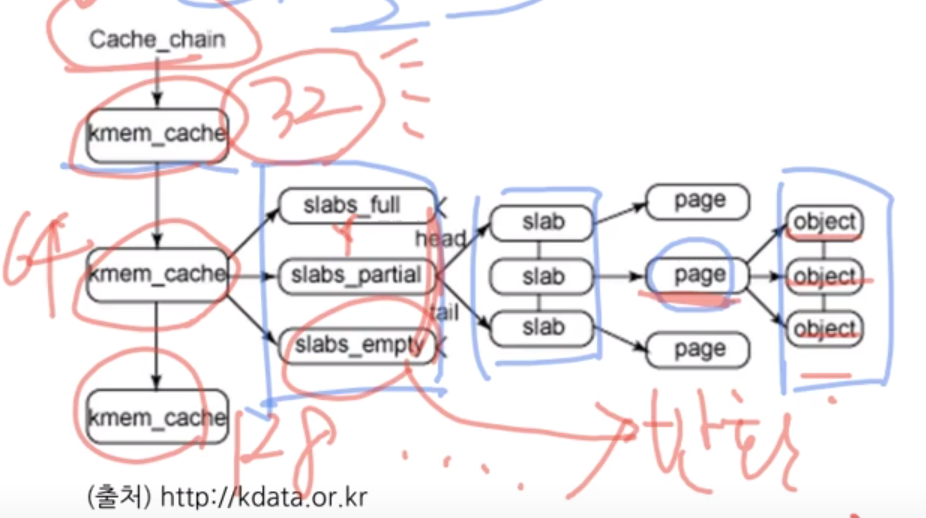 Cache_chain
32
kmem_cache
slabs_full
head
slab
page
object
64
kmem_cache
slabs_partial
slab
page
object
tail
slabs_empty
slab
page
object
kmem_cache
128
반환
(출처) http://kdata.or.kr